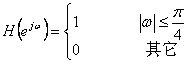 H(e^{jω}) = { 1    |ω| ≤ π/4
0    其它